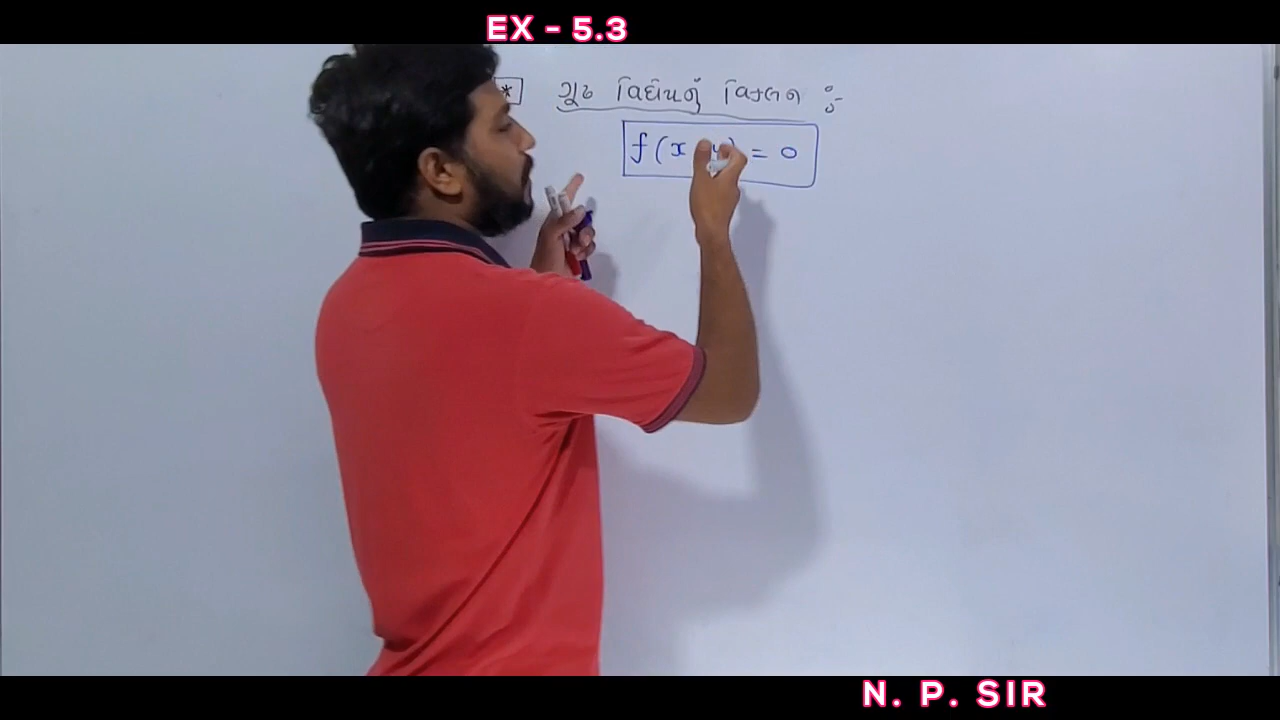 EX - 5.3
* ગૂઢ વિધેયનું વિકલન :-
f(x, y) = 0
N. P. SIR